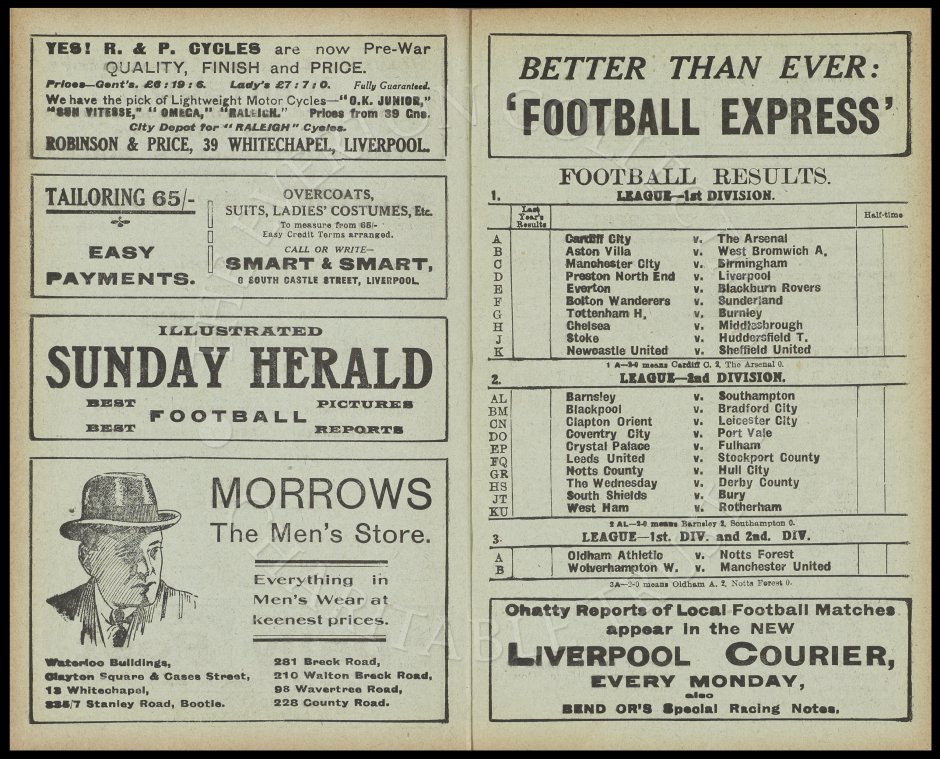 YES! R. & P. CYCLES are now Pre-War
QUALITY, FINISH and PRICE.
Prices—Gent's. £6:19:6. Lady's £7:7:0. Fully Guaranteed.
We have the pick of Lightweight Motor Cycles—"O.K. JUNIOR,"
"SUN VITESSE," "OMEGA," "RALEIGH." Prices from 39 Gns.
City Depot for "RALEIGH" Cycles.
ROBINSON & PRICE, 39 WHITECHAPEL, LIVERPOOL.
TAILORING 65/-
EASY
PAYMENTS.
OVERCOATS,
SUITS, LADIES' COSTUMES, Etc.
To measure from 65/-
Easy Credit Terms arranged.
CALL OR WRITE—
SMART & SMART,
6 SOUTH CASTLE STREET, LIVERPOOL.
ILLUSTRATED
SUNDAY HERALD
BEST FOOTBALL PICTURES
BEST REPORTS
MORROWS
The Men's Store.
Everything in
Men's Wear at
keenest prices.
Waterloo Buildings,
Clayton Square & Cases Street,
13 Whitechapel,
335/7 Stanley Road, Bootle.
281 Breck Road,
210 Walton Breck Road,
98 Wavertree Road,
228 County Road.
BETTER THAN EVER:
'FOOTBALL EXPRESS'
FOOTBALL RESULTS.
1. LEAGUE—1st DIVISION.
Last Year's Results Half-time
A Cardiff City v. The Arsenal
B Aston Villa v. West Bromwich A.
C Manchester City v. Birmingham
D Preston North End v. Liverpool
E Everton v. Blackburn Rovers
F Bolton Wanderers v. Sunderland
G Tottenham H. v. Burnley
H Chelsea v. Middlesbrough
J Stoke v. Huddersfield T.
K Newcastle United v. Sheffield United
1 A—2-0 means Cardiff C. 2, The Arsenal 0.
2. LEAGUE—2nd DIVISION.
AL Barnsley v. Southampton
BM Blackpool v. Bradford City
CN Clapton Orient v. Leicester City
DO Coventry City v. Port Vale
EP Crystal Palace v. Fulham
FQ Leeds United v. Stockport County
GR Notts County v. Hull City
HS The Wednesday v. Derby County
JT South Shields v. Bury
KU West Ham v. Rotherham
2 AL—2-0 means Barnsley 2, Southampton 0.
3. LEAGUE—1st. DIV. and 2nd. DIV.
A Oldham Athletic v. Notts Forest
B Wolverhampton W. v. Manchester United
3A—2-0 means Oldham A. 2, Notts Forest 0.
Chatty Reports of Local Football Matches
appear in the NEW
LIVERPOOL COURIER,
EVERY MONDAY,
also
BEND OR'S Special Racing Notes.